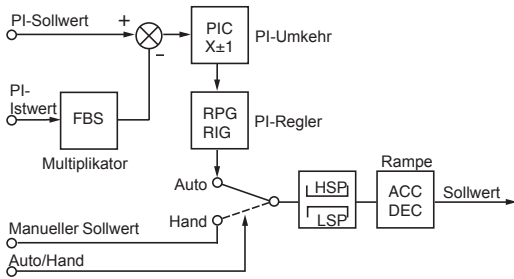 PI-Sollwert
+
−
PIC
X±1
PI-Umkehr
PI-
Istwert
FBS
Multiplikator
RPG
RIG
PI-Regler
Auto
Hand
HSP
LSP
Rampe
ACC
DEC
Sollwert
Manueller Sollwert
Auto/Hand